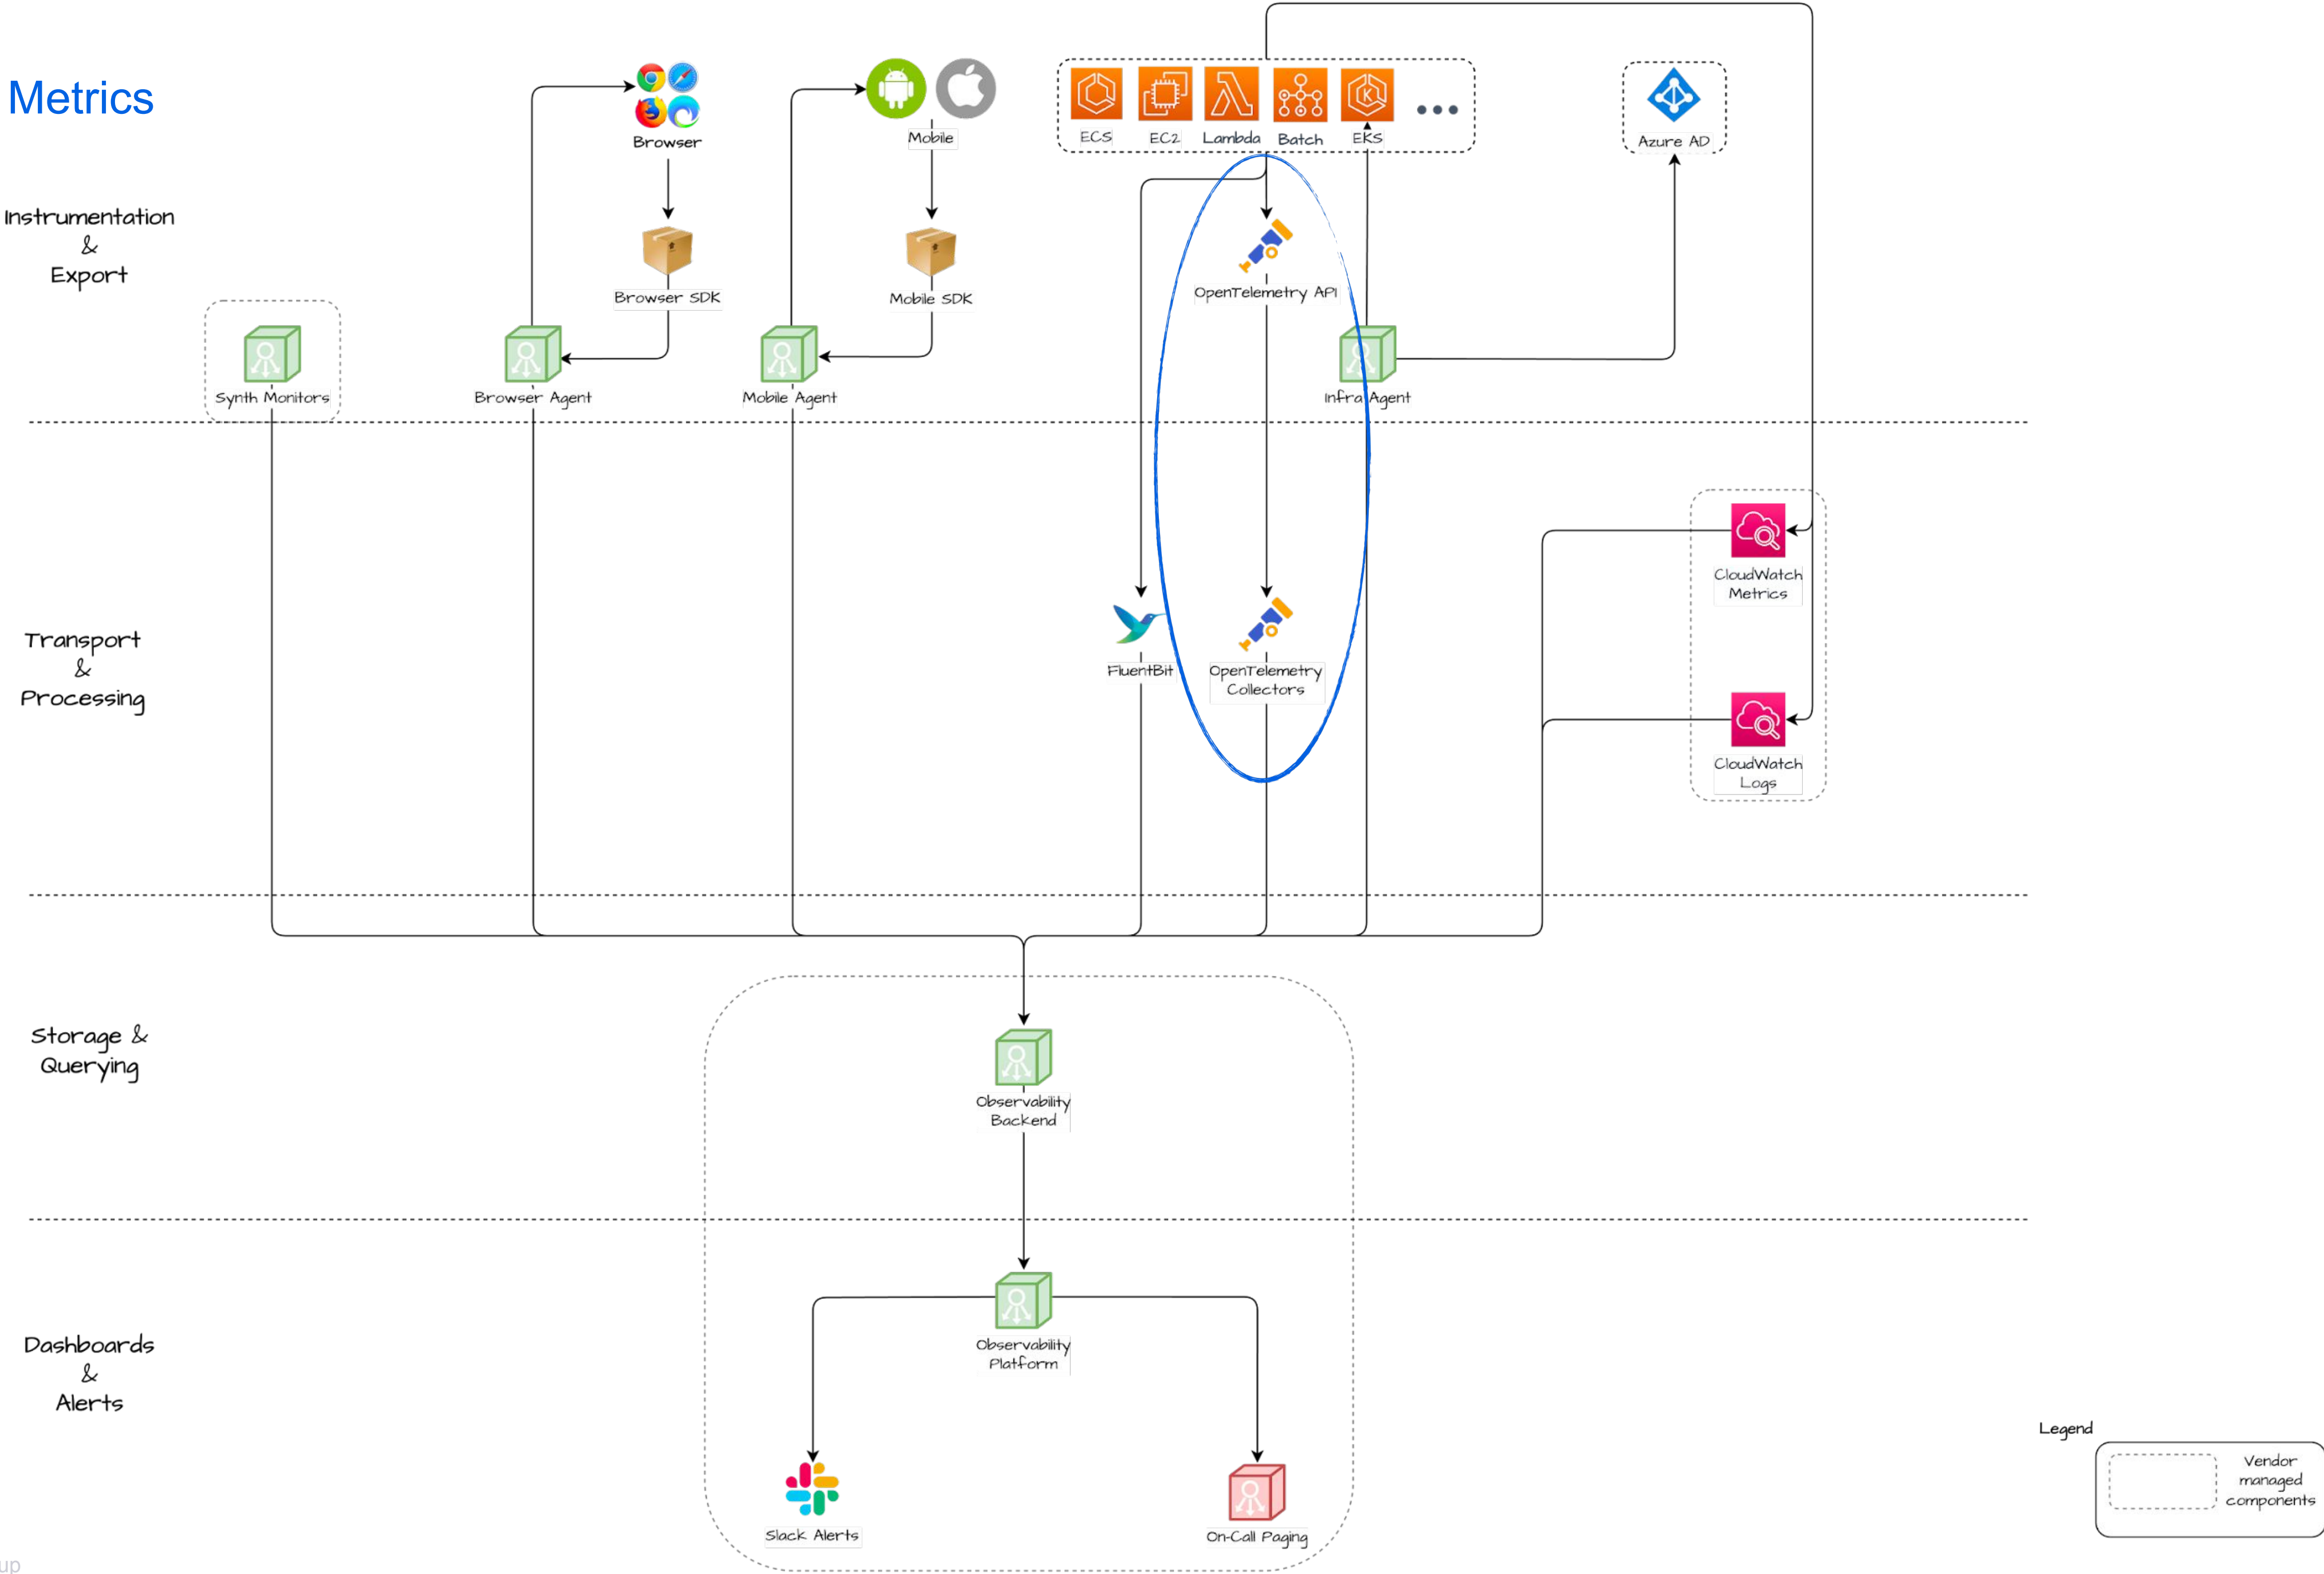 Metrics
Browser
Mobile
ECS
EC2
Lambda
Batch
EKS
Azure AD
Instrumentation
&
Export
Browser SDK
Mobile SDK
OpenTelemetry API
Synth Monitors
Browser Agent
Mobile Agent
Infra Agent
Transport
&
Processing
FluentBit
OpenTelemetry
Collectors
CloudWatch
Metrics
CloudWatch
Logs
Storage &
Querying
Observability
Backend
Dashboards
&
Alerts
Observability
Platform
Slack Alerts
On-Call Paging
Legend
Vendor
managed
components
up